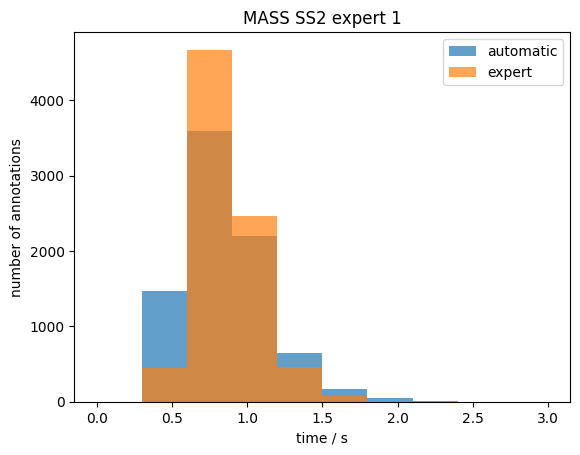 MASS SS2 expert 1
automatic
expert
number of annotations
4000
3000
2000
1000
0
0.0 0.5 1.0 1.5 2.0 2.5 3.0
time / s